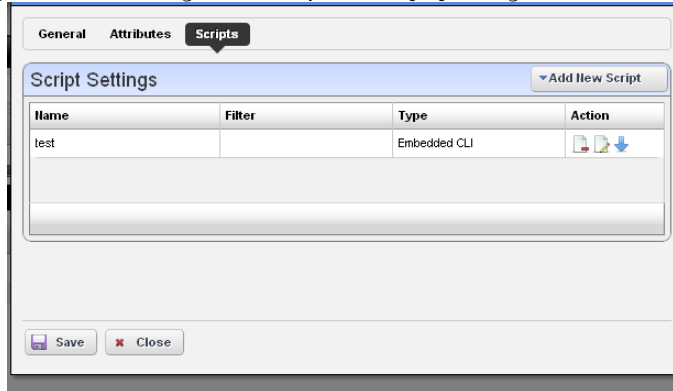 General Attributes Scripts
Script Settings
Add New Script
Name Filter Type Action
test Embedded CLI
Save Close